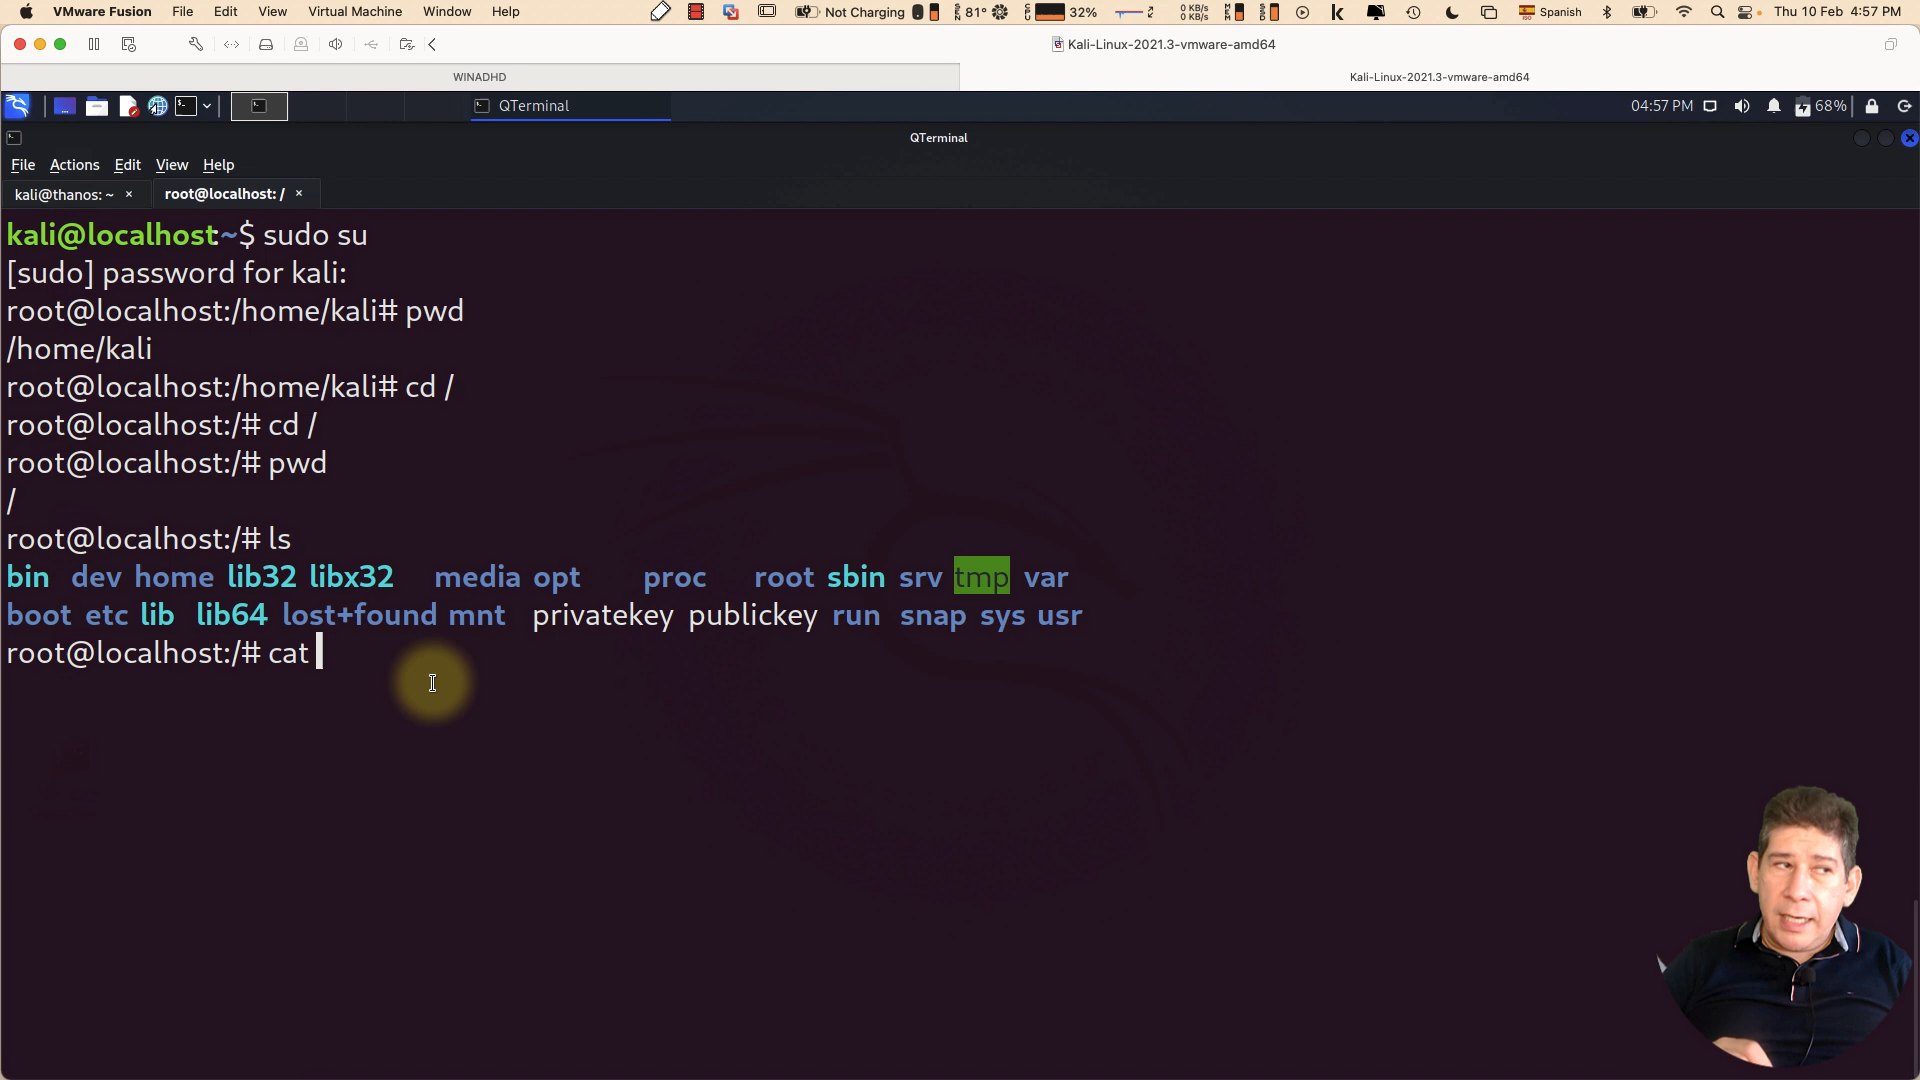 VMware Fusion File Edit View Virtual Machine Window Help Not Charging 81° 32% 0 KB/s 0 KB/s Spanish Thu 10 Feb 4:57 PM
Kali-Linux-2021.3-vmware-amd64
WINADHD Kali-Linux-2021.3-vmware-amd64
QTerminal 04:57 PM 68%
QTerminal
File Actions Edit View Help
kali@thanos: ~ × root@localhost: / ×
kali@localhost:~$ sudo su
[sudo] password for kali:
root@localhost:/home/kali# pwd
/home/kali
root@localhost:/home/kali# cd /
root@localhost:/# cd /
root@localhost:/# pwd
/
root@localhost:/# ls
bin dev home lib32 libx32 media opt proc root sbin srv tmp var
boot etc lib lib64 lost+found mnt privatekey publickey run snap sys usr
root@localhost:/# cat